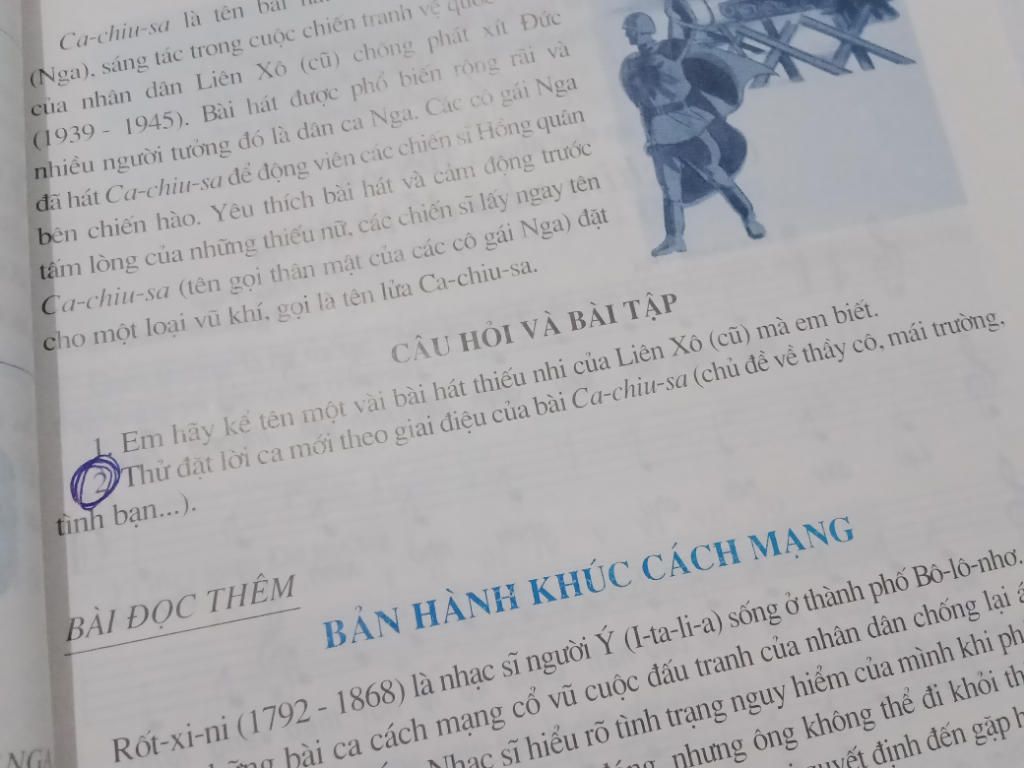 Ca-chiu-sa là tên bài
(Nga), sáng tác trong cuộc chiến tranh vệ quốc
của nhân dân Liên Xô (cũ) chống phát xít Đức
(1939 - 1945). Bài hát được phổ biến rộng rãi và
nhiều người tưởng đó là dân ca Nga. Các cô gái Nga
đã hát Ca-chiu-sa để động viên các chiến sĩ Hồng quân
bên chiến hào. Yêu thích bài hát và cảm động trước
tấm lòng của những thiếu nữ, các chiến sĩ lấy ngay tên
Ca-chiu-sa (tên gọi thân mật của các cô gái Nga) đặt
cho một loại vũ khí, gọi là tên lửa Ca-chiu-sa.
CÂU HỎI VÀ BÀI TẬP
1. Em hãy kể tên một vài bài hát thiếu nhi của Liên Xô (cũ) mà em biết.
2. Thử đặt lời ca mới theo giai điệu của bài Ca-chiu-sa (chủ đề về thầy cô, mái trường,
tình bạn...).
BÀI ĐỌC THÊM
BẢN HÀNH KHÚC CÁCH MẠNG
Rốt-xi-ni (1792 - 1868) là nhạc sĩ người Ý (I-ta-li-a) sống ở thành phố Bô-lô-nhơ.
bài ca cách mạng cổ vũ cuộc đấu tranh của nhân dân chống lại
Nhạc sĩ hiểu rõ tình trạng nguy hiểm của mình khi
nhưng ông không thể đi khỏi
định đến gặp
NGA